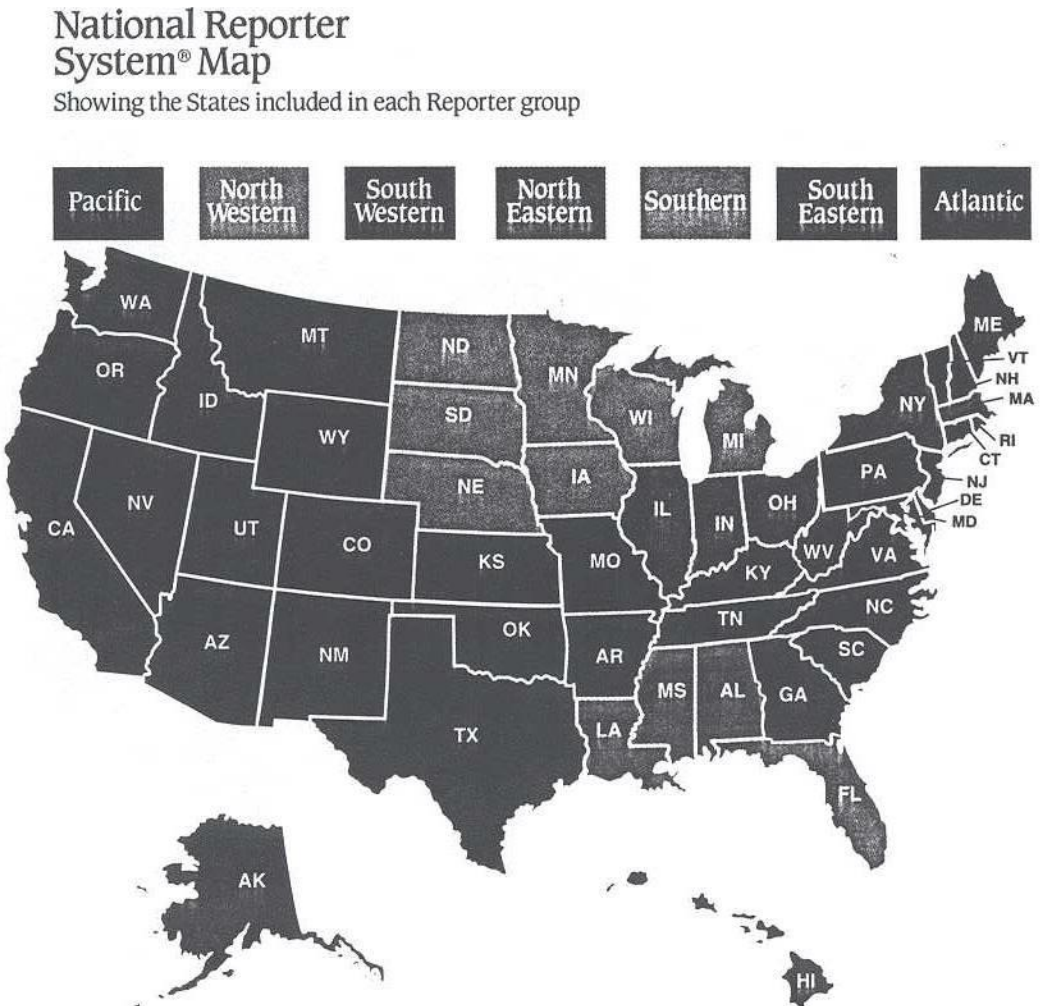 National Reporter
System® Map
Showing the States included in each Reporter group
Pacific
North
Western
South
Western
North
Eastern
Southern
South
Eastern
Atlantic
WA
MT
ND
MN
ME
OR
ID
SD
WI
MI
NY
VT
NH
MA
RI
CT
WY
NE
IA
PA
NJ
DE
MD
CA
NV
UT
CO
KS
MO
IL
IN
OH
WV
VA
KY
AZ
NM
OK
AR
TN
NC
SC
TX
LA
MS
AL
GA
FL
AK
HI